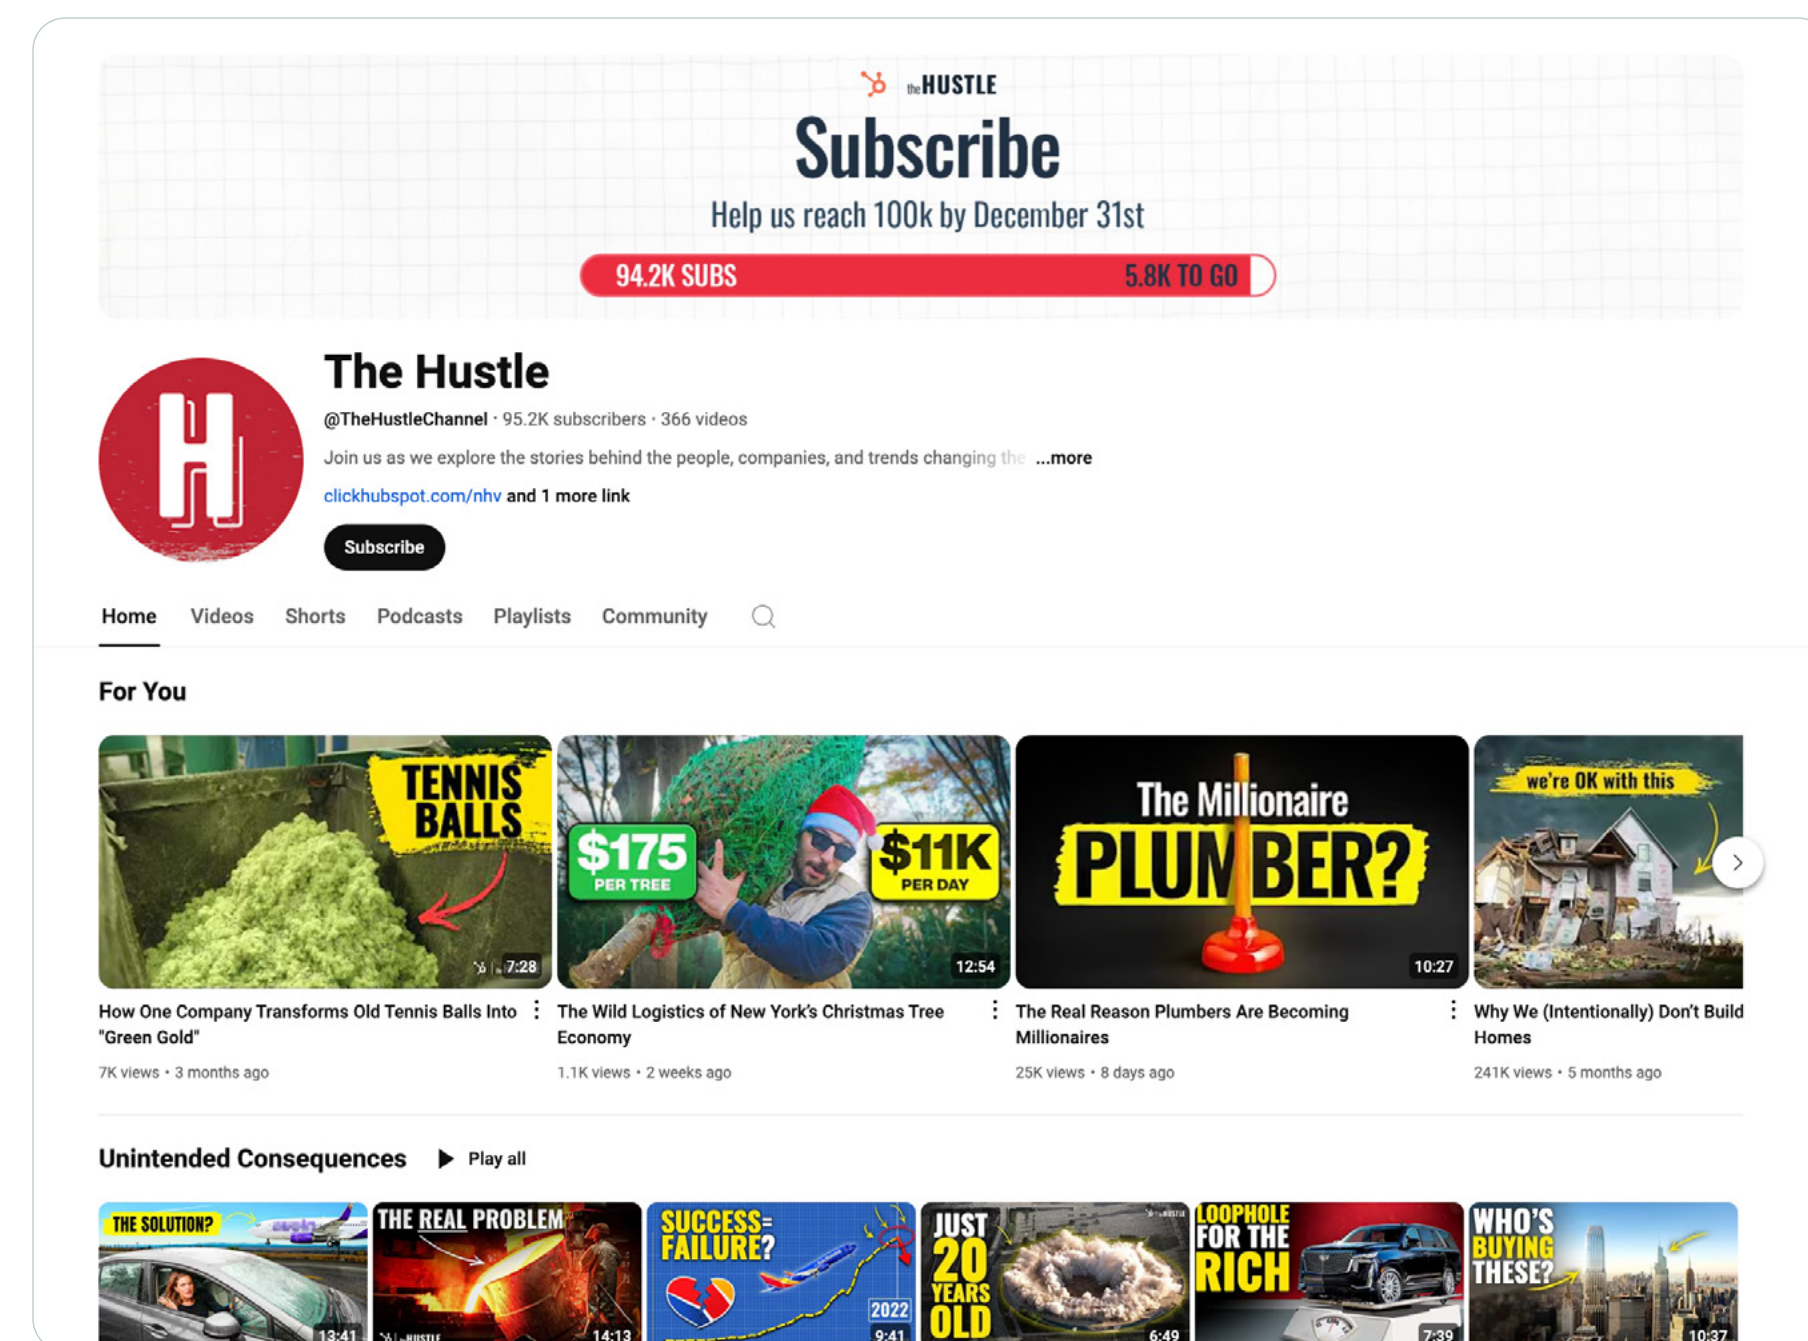 the HUSTLE
Subscribe
Help us reach 100k by December 31st
94.2K SUBS 5.8K TO GO
The Hustle
@TheHustleChannel · 95.2K subscribers · 366 videos
Join us as we explore the stories behind the people, companies, and trends changing the ...more
clickhubspot.com/nhv and 1 more link
Subscribe
Home Videos Shorts Podcasts Playlists Community
For You
TENNIS
BALLS
7:28
$175
PER TREE
$11K
PER DAY
12:54
The Millionaire
PLUMBER?
10:27
we're OK with this
How One Company Transforms Old Tennis Balls Into
"Green Gold"
7K views • 3 months ago
The Wild Logistics of New York's Christmas Tree
Economy
1.1K views • 2 weeks ago
The Real Reason Plumbers Are Becoming
Millionaires
25K views • 8 days ago
Why We (Intentionally) Don't Build
Homes
241K views • 5 months ago
Unintended Consequences Play all
THE SOLUTION?
13:41
THE REAL PROBLEM
HUSTLE
14:13
SUCCESS=
FAILURE?
2022
9:41
JUST
20
YEARS
OLD
HUSTLE
6:49
LOOPHOLE
FOR THE
RICH
7:39
WHO'S
BUYING
THESE?
10:37